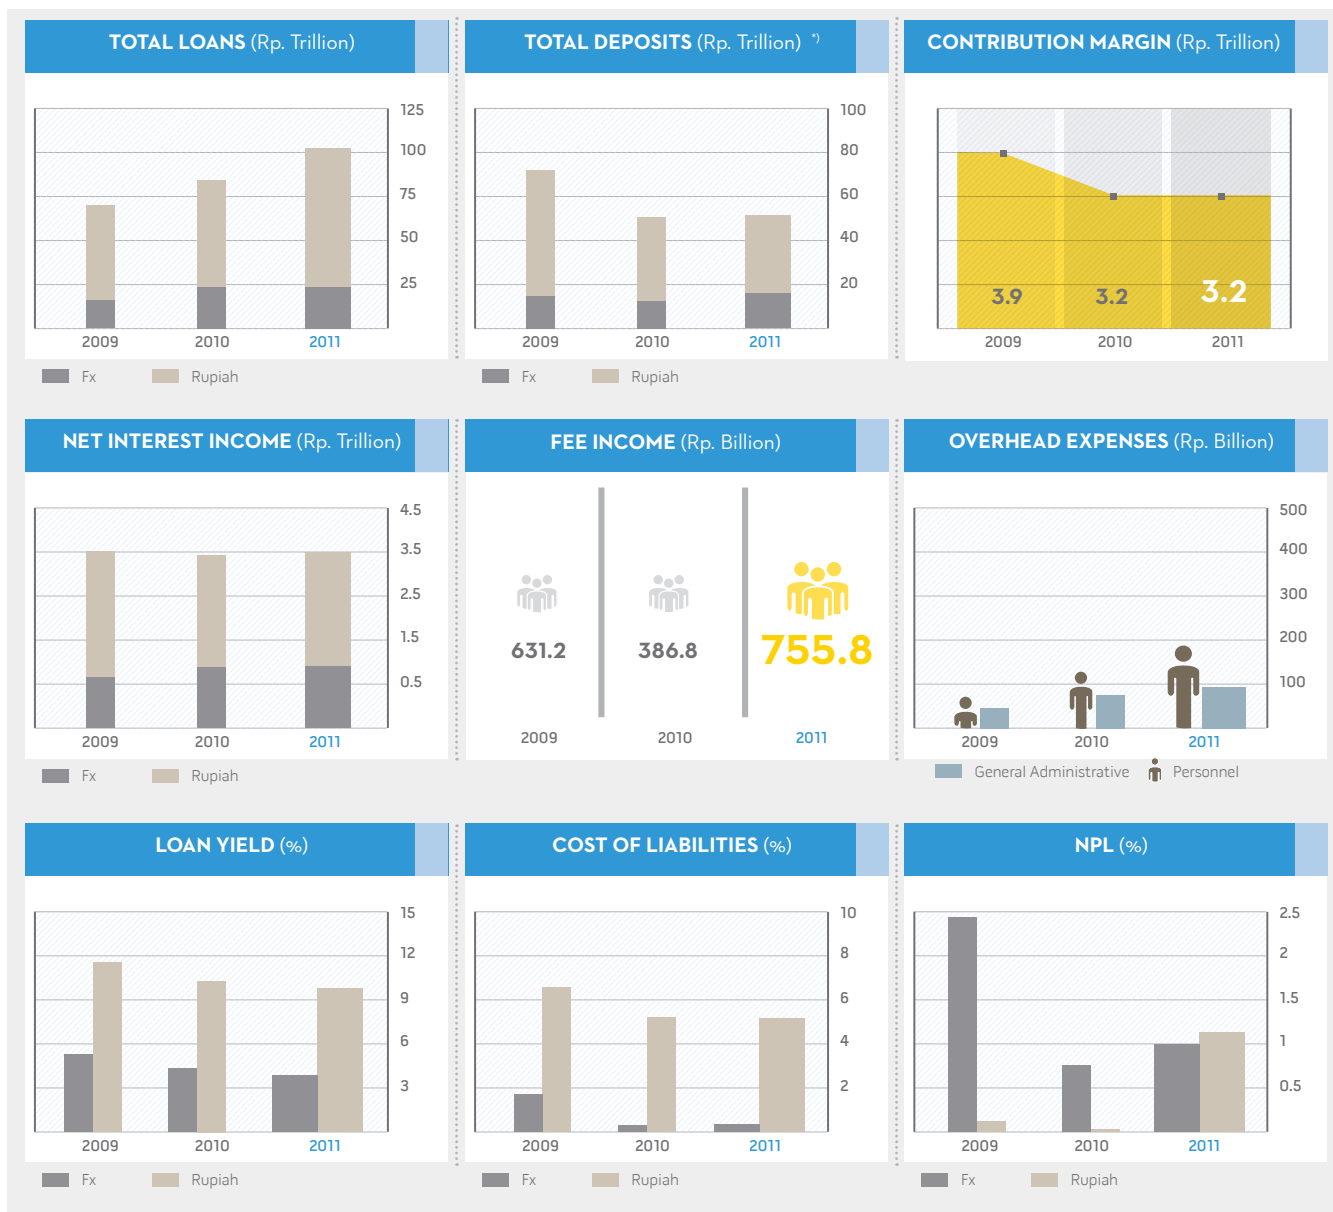 TOTAL LOANS (Rp. Trillion)
125
100
75
50
25
2009 2010 2011
Fx Rupiah
TOTAL DEPOSITS (Rp. Trillion) *)
100
80
60
40
20
2009 2010 2011
Fx Rupiah
CONTRIBUTION MARGIN (Rp. Trillion)
3.9 3.2 3.2
2009 2010 2011
NET INTEREST INCOME (Rp. Trillion)
4.5
3.5
2.5
1.5
0.5
2009 2010 2011
Fx Rupiah
FEE INCOME (Rp. Billion)
631.2 386.8 755.8
2009 2010 2011
OVERHEAD EXPENSES (Rp. Billion)
500
400
300
200
100
2009 2010 2011
General Administrative Personnel
LOAN YIELD (%)
15
12
9
6
3
2009 2010 2011
Fx Rupiah
COST OF LIABILITIES (%)
10
8
6
4
2
2009 2010 2011
Fx Rupiah
NPL (%)
2.5
2
1.5
1
0.5
2009 2010 2011
Fx Rupiah